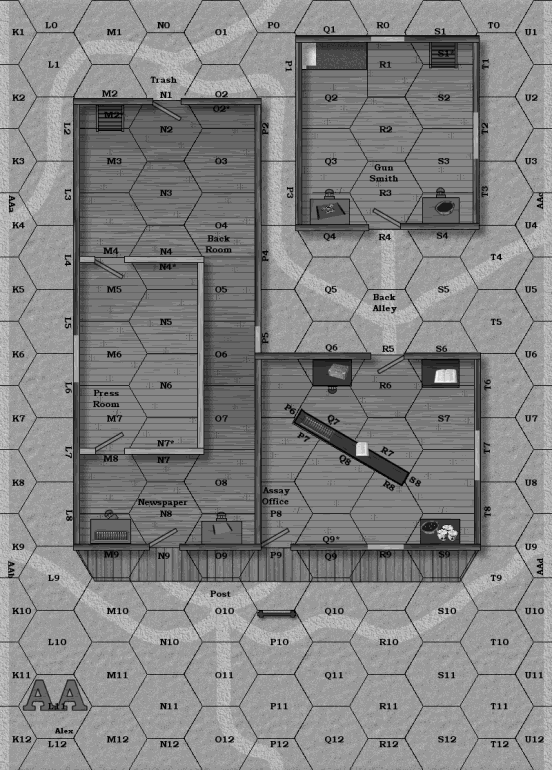 K1 LO M1 NO O1 PO Q1 RO S1 TO U1
L1 P1 R1 S1* T1
Trash
K2 M2 N1 O2 Q2 S2 U2
M2* O2*
L2 N2 P2 R2 T2
K3 M3 O3 Q3 S3 U3
Gun
Smith
AAa L3 N3 P3 R3 T3 AAd
K4 M4 N4 O4 Q4 R4 S4 U4
Back
Room
L4 N4* P4 T4
K5 M5 O5 Q5 S5 U5
Back
Alley
L5 N5 P5 R5 T5
K6 M6 O6 Q6 S6 U6
L6 N6 R6 T6
Press
Room
P6 Q7
K7 M7 O7 P7 S7 U7
L7 N7* R7 T7
M8 N7 Q8
K8 O8 R8 S8 U8
Newspaper
Assay
Office
L8 N8 P8 T8
Q9*
K9 M9 N9 O9 P9 Q9 R9 S9 U9
AAb L9 T9 AAd
Post
K10 M10 O10 Q10 S10 U10
L10 N10 P10 R10 T10
K11 M11 O11 Q11 S11 U11
AA
L11 N11 P11 R11 T11
Alex
K12 M12 O12 Q12 S12 U12
L12 N12 P12 R12 T12